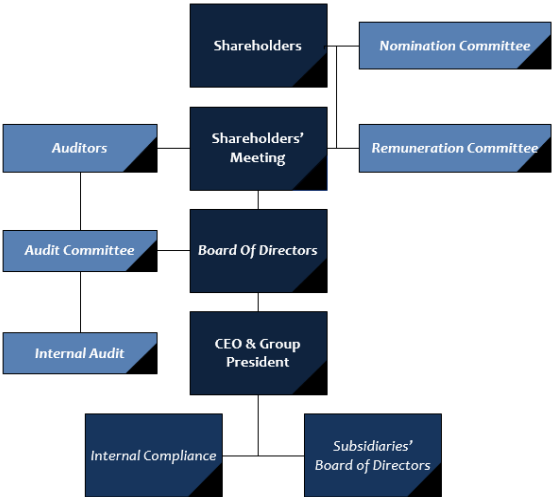 Shareholders
Nomination Committee
Auditors
Shareholders'
Meeting
Remuneration Committee
Audit Committee
Board Of Directors
Internal Audit
CEO & Group
President
Internal Compliance
Subsidiaries'
Board of Directors